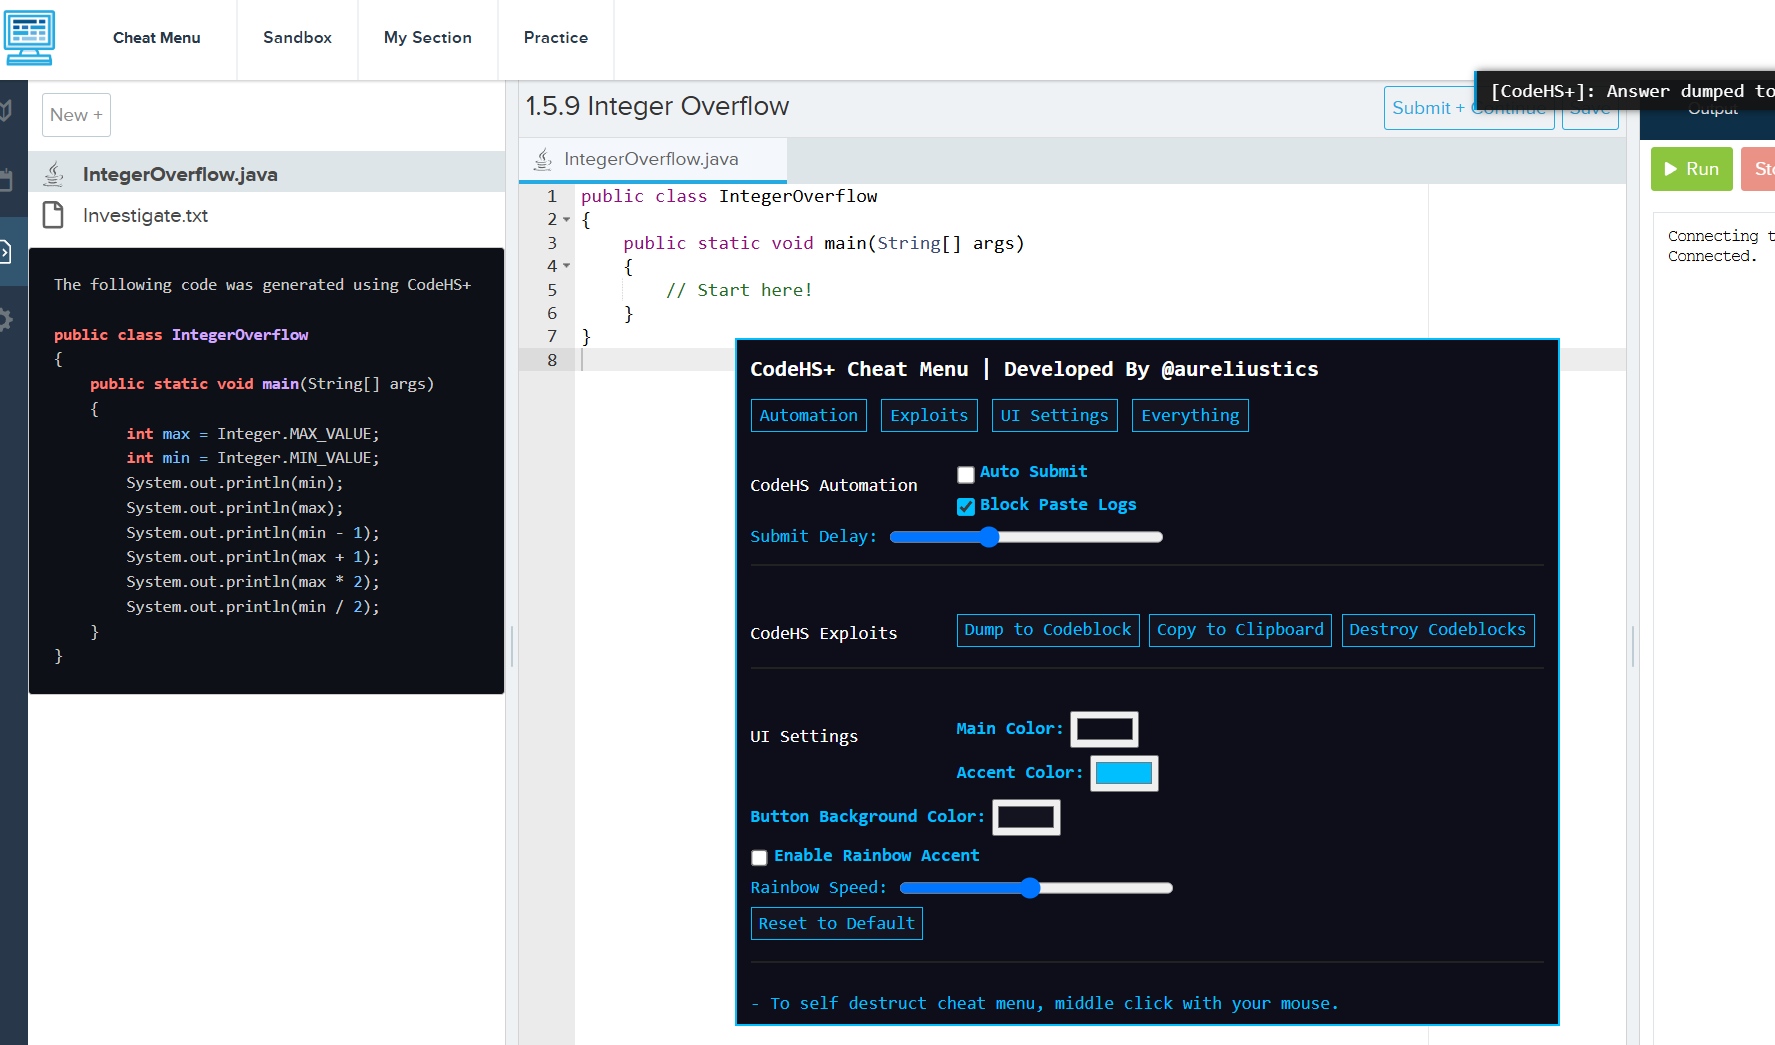 Cheat Menu
Sandbox
My Section
Practice
New +
IntegerOverflow.java
Investigate.txt
The following code was generated using CodeHS+
public class IntegerOverflow
{
    public static void main(String[] args)
    {
        int max = Integer.MAX_VALUE;
        int min = Integer.MIN_VALUE;
        System.out.println(min);
        System.out.println(max);
        System.out.println(min - 1);
        System.out.println(max + 1);
        System.out.println(max * 2);
        System.out.println(min / 2);
    }
}
1.5.9 Integer Overflow
Submit + Continue
Save
[CodeHS+]: Answer dumped to
Output
IntegerOverflow.java
Run
1 public class IntegerOverflow
2 {
3     public static void main(String[] args)
4     {
5         // Start here!
6     }
7 }
8
Connecting t
Connected.
CodeHS+ Cheat Menu | Developed By @aureliustics
Automation
Exploits
UI Settings
Everything
CodeHS Automation
Auto Submit
Block Paste Logs
Submit Delay:
CodeHS Exploits
Dump to Codeblock
Copy to Clipboard
Destroy Codeblocks
UI Settings
Main Color:
Accent Color:
Button Background Color:
Enable Rainbow Accent
Rainbow Speed:
Reset to Default
- To self destruct cheat menu, middle click with your mouse.